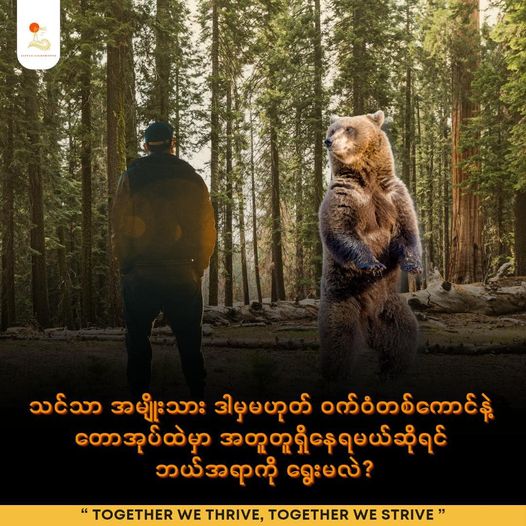 သင်သာ အမျိုးသား ဒါမှမဟုတ် ဝက်ဝံတစ်ကောင်နဲ့
တောအုပ်ထဲမှာ အတူတူရှိနေရမယ်ဆိုရင်
ဘယ်အရာကို ရွေးမလဲ?
“ TOGETHER WE THRIVE, TOGETHER WE STRIVE ”